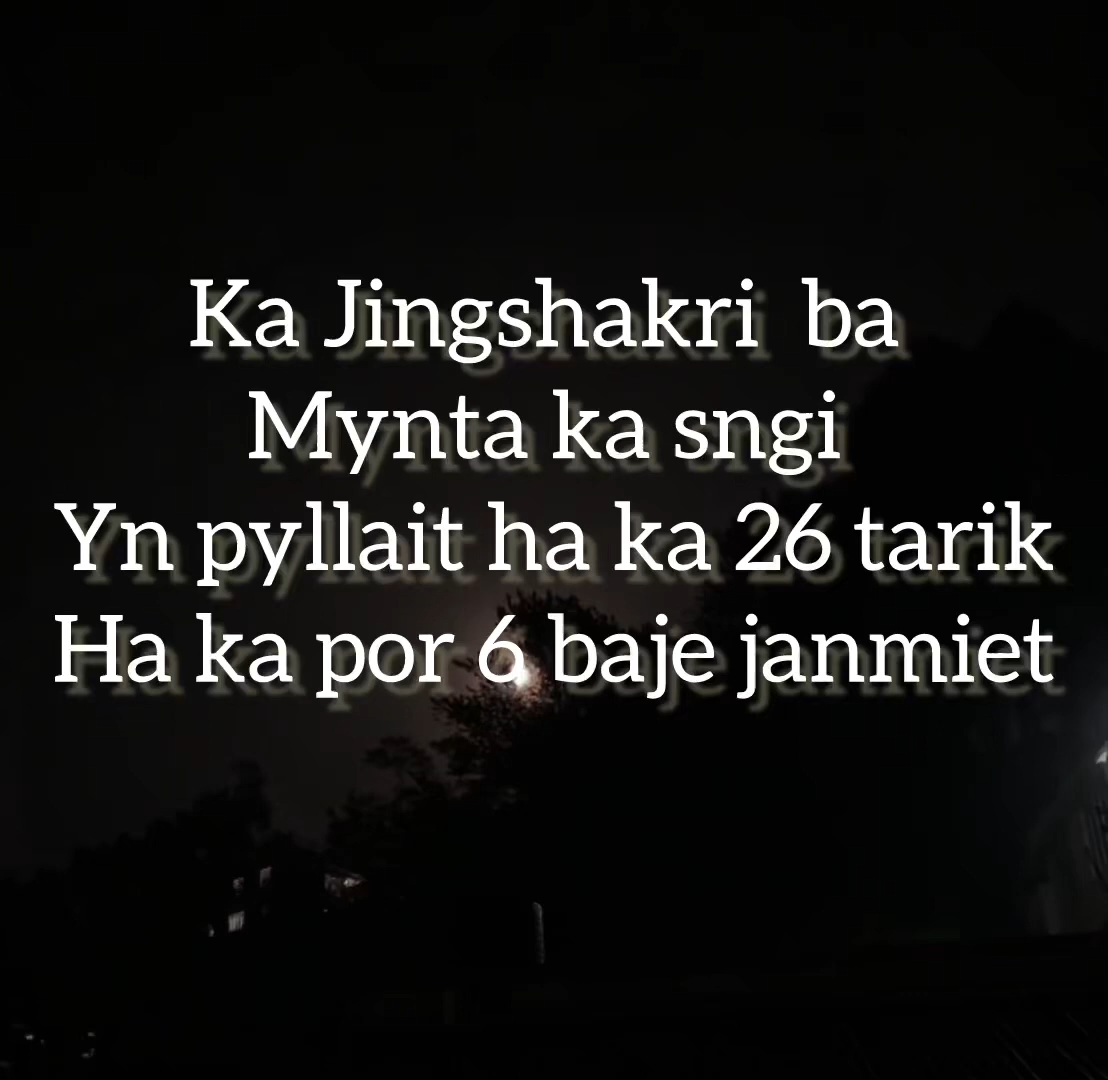 Ka Jingshakri ba
Mynta ka sngi
Yn pyllait ha ka 26 tarik
Ha ka por 6 baje janmiet